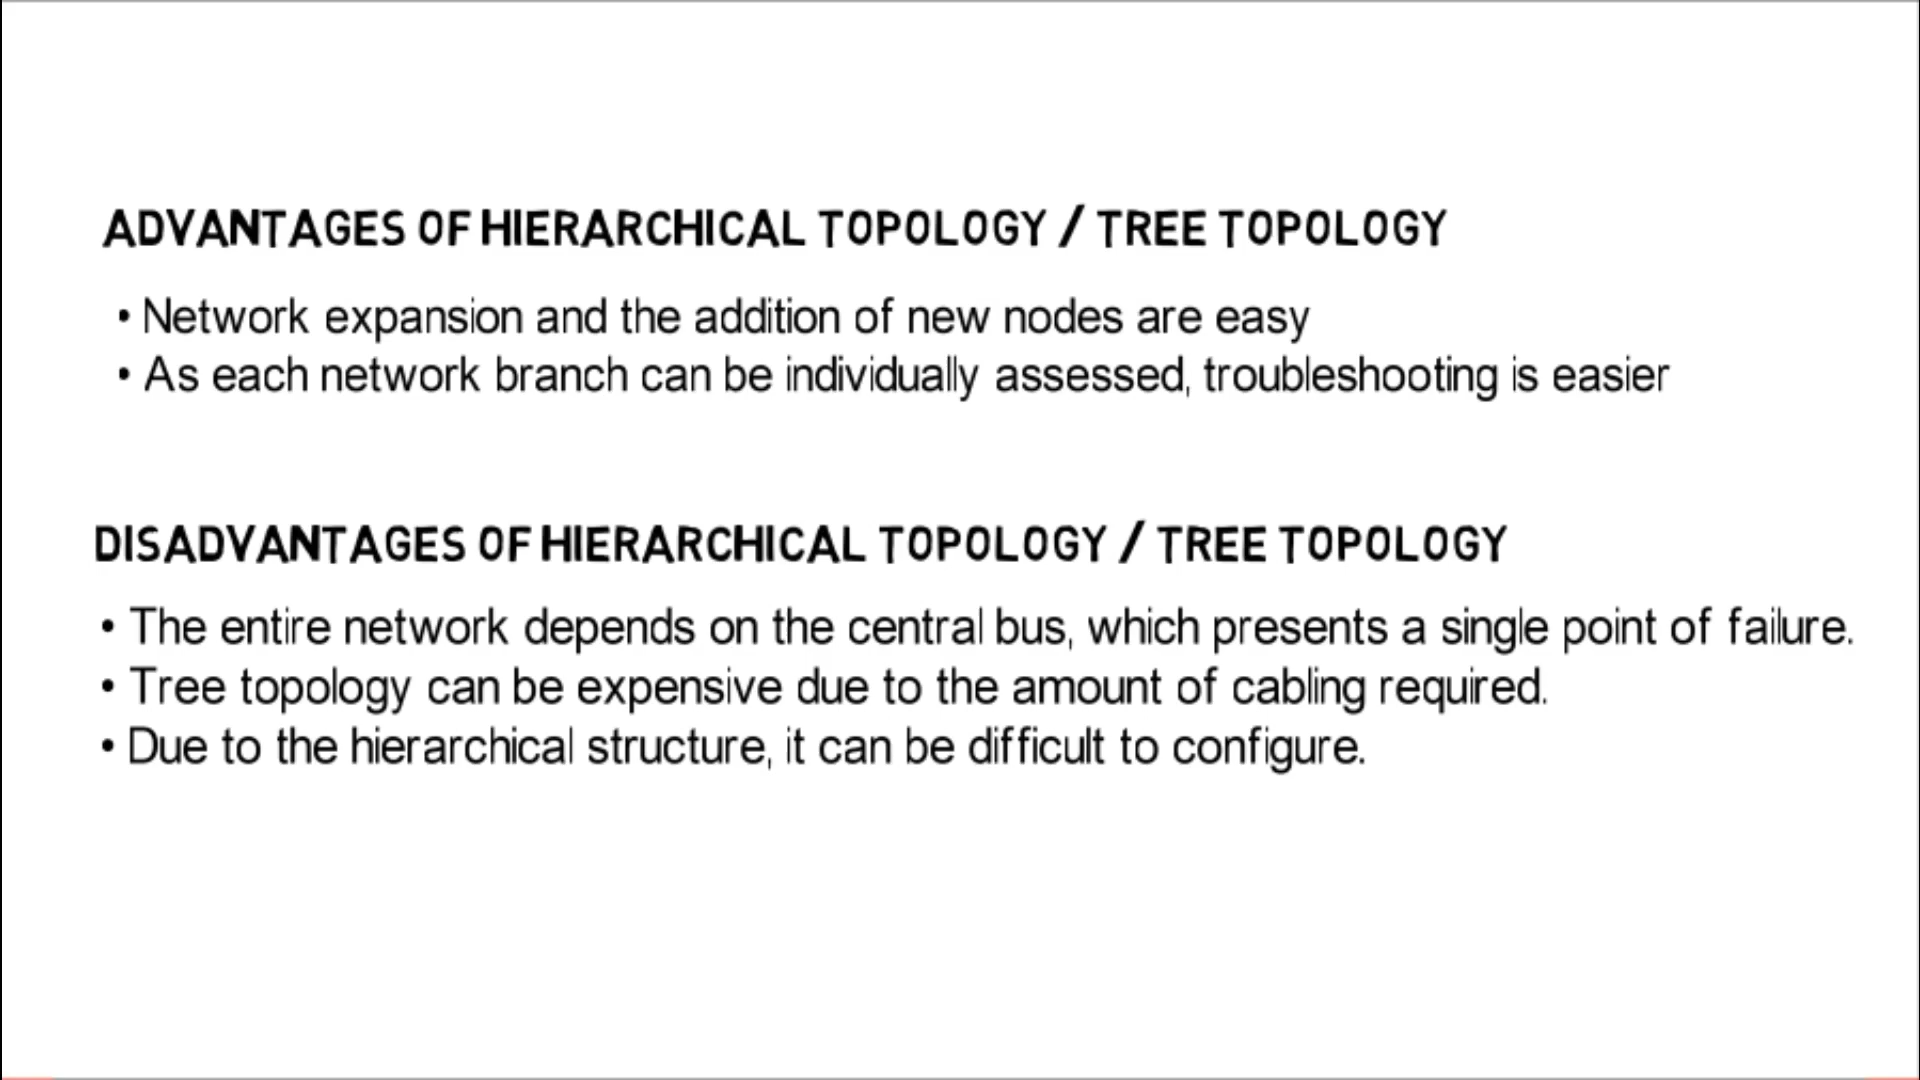 ADVANTAGES OF HIERARCHICAL TOPOLOGY / TREE TOPOLOGY
• Network expansion and the addition of new nodes are easy
• As each network branch can be individually assessed, troubleshooting is easier
DISADVANTAGES OF HIERARCHICAL TOPOLOGY / TREE TOPOLOGY
• The entire network depends on the central bus, which presents a single point of failure.
• Tree topology can be expensive due to the amount of cabling required.
• Due to the hierarchical structure, it can be difficult to configure.